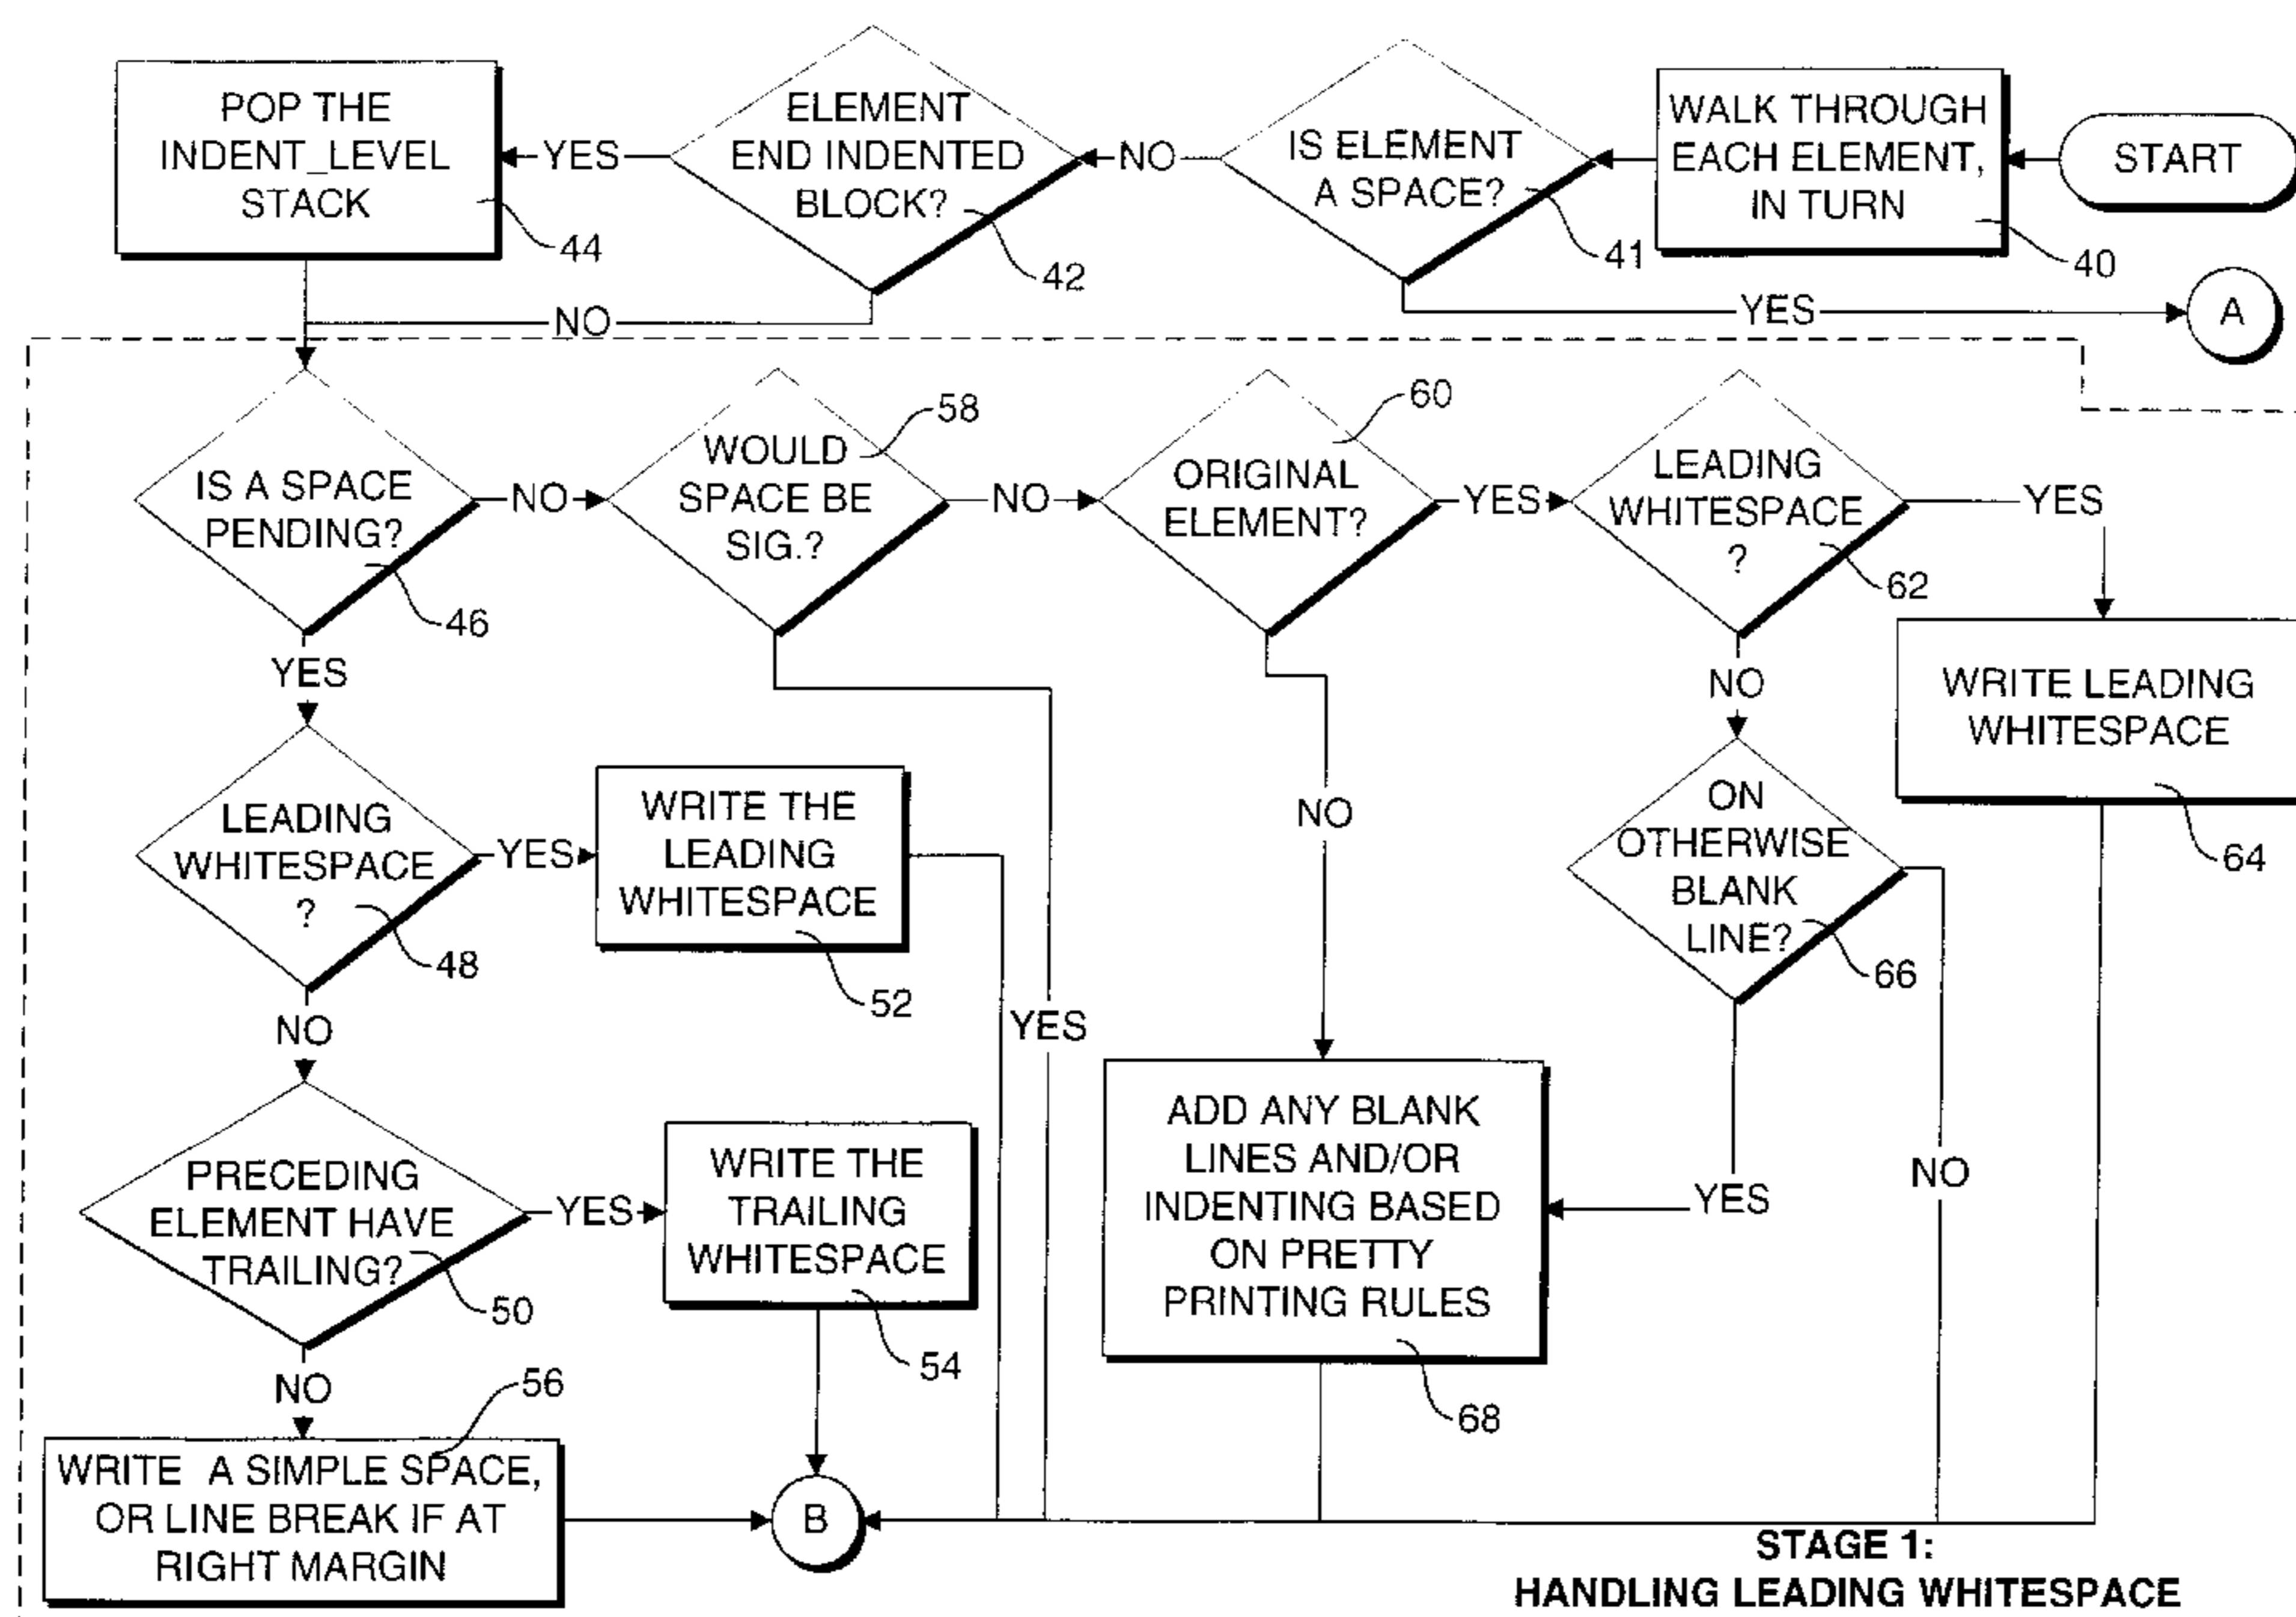 POP THE
INDENT_LEVEL
STACK
44
YES
ELEMENT
END INDENTED
BLOCK?
42
NO
IS ELEMENT
A SPACE?
41
WALK THROUGH
EACH ELEMENT,
IN TURN
40
START
NO
YES
A
IS A SPACE
PENDING?
46
NO
WOULD
SPACE BE
SIG.?
58
NO
ORIGINAL
ELEMENT?
60
YES
LEADING
WHITESPACE
?
62
YES
YES
NO
WRITE LEADING
WHITESPACE
64
LEADING
WHITESPACE
?
48
YES
WRITE THE
LEADING
WHITESPACE
52
NO
ON
OTHERWISE
BLANK
LINE?
66
NO
YES
PRECEDING
ELEMENT HAVE
TRAILING?
50
YES
WRITE THE
TRAILING
WHITESPACE
54
ADD ANY BLANK
LINES AND/OR
INDENTING BASED
ON PRETTY
PRINTING RULES
68
YES
NO
NO
56
WRITE A SIMPLE SPACE,
OR LINE BREAK IF AT
RIGHT MARGIN
B
STAGE 1:
HANDLING LEADING WHITESPACE